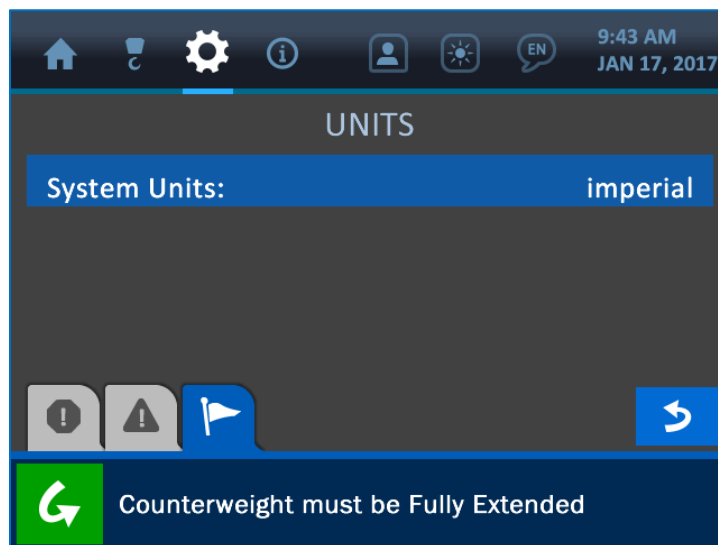 EN
9:43 AM
JAN 17, 2017
UNITS
System Units: imperial
Counterweight must be Fully Extended